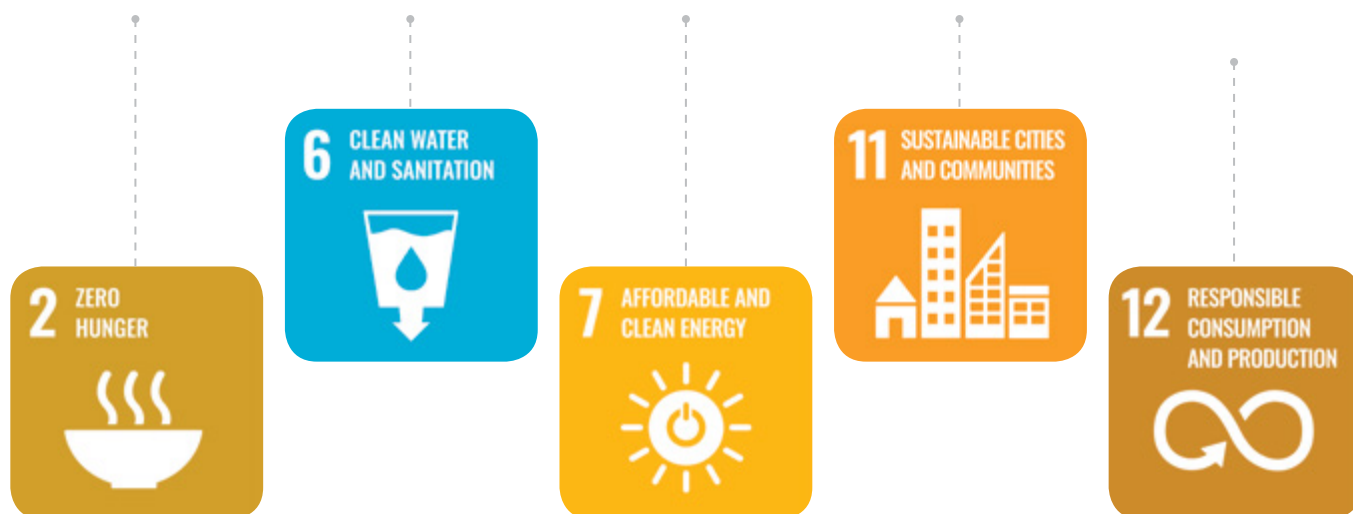 2 ZERO
HUNGER
6 CLEAN WATER
AND SANITATION
7 AFFORDABLE AND
CLEAN ENERGY
11 SUSTAINABLE CITIES
AND COMMUNITIES
12 RESPONSIBLE
CONSUMPTION
AND PRODUCTION